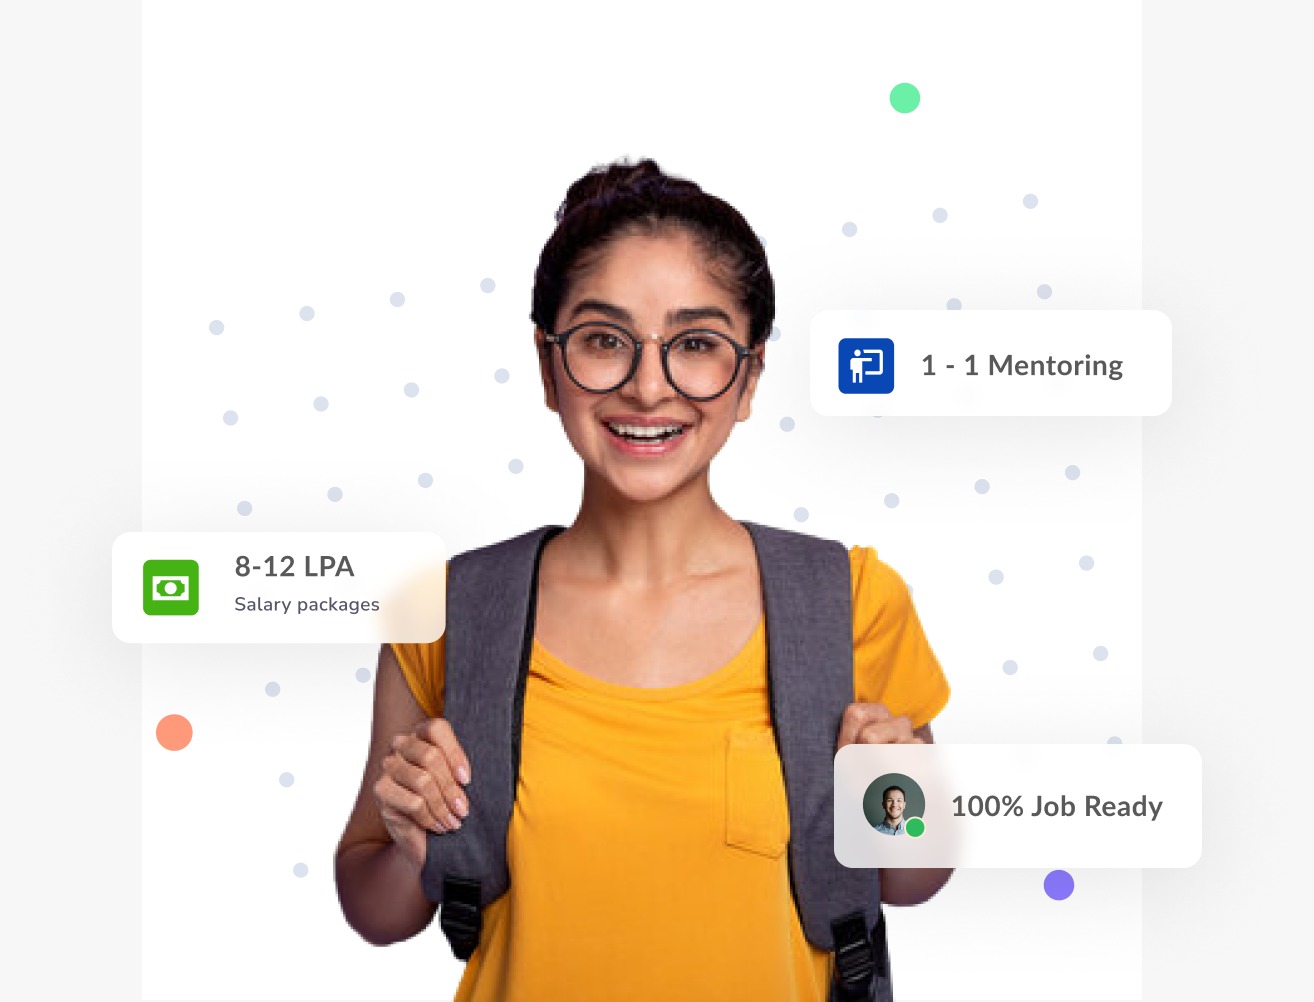 1 - 1 Mentoring
8-12 LPA
Salary packages
100% Job Ready